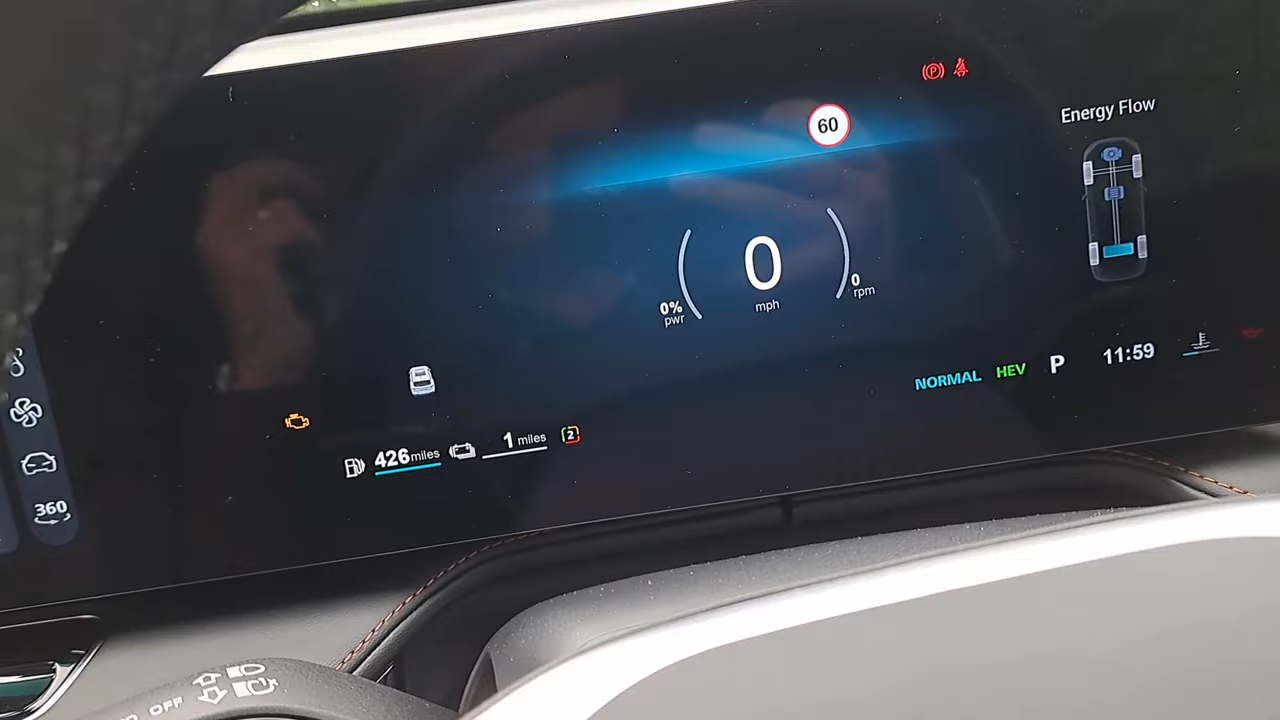 60
Energy Flow
0
mph
0%
pwr
0
rpm
NORMAL HEV P 11:59
426 miles
1 miles
2
360
OFF